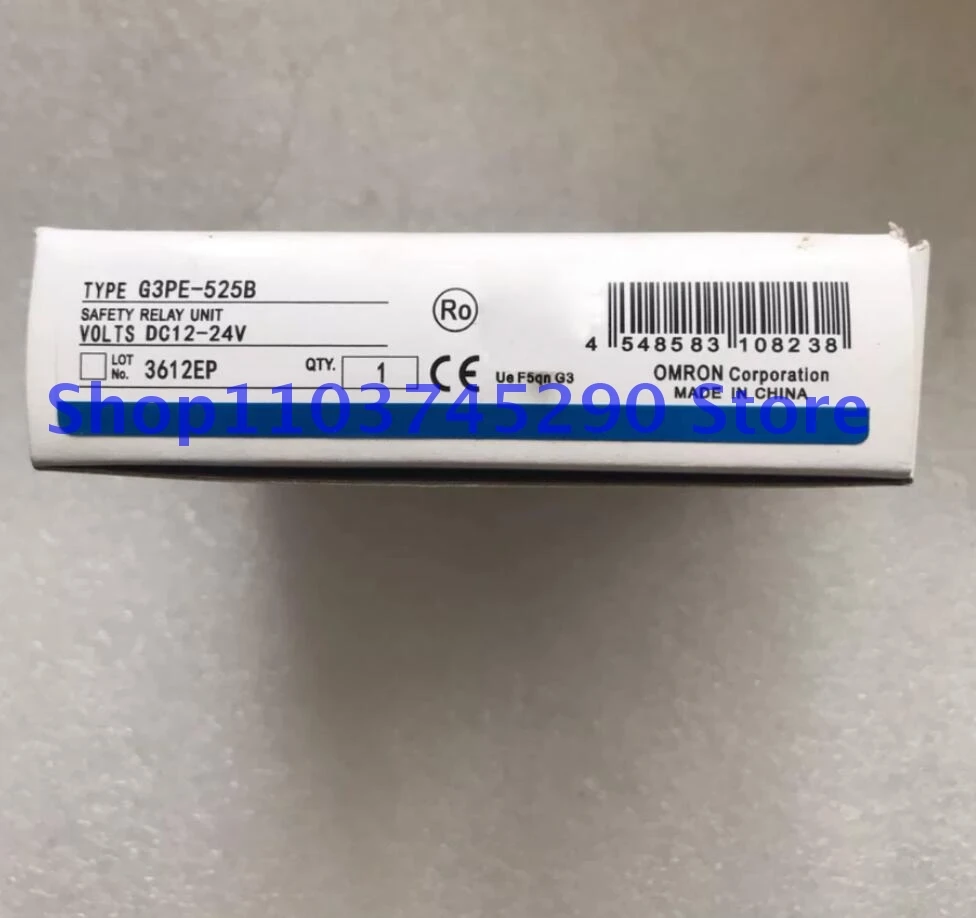 TYPE G3PE-525B
SAFETY RELAY UNIT
VOLTS DC12-24V
LOT No. 3612EP
QTY. 1
Ro
CE
Ue F5qn G3
4 548583 108238
OMRON Corporation
MADE IN CHINA
Shop1103745290 Store